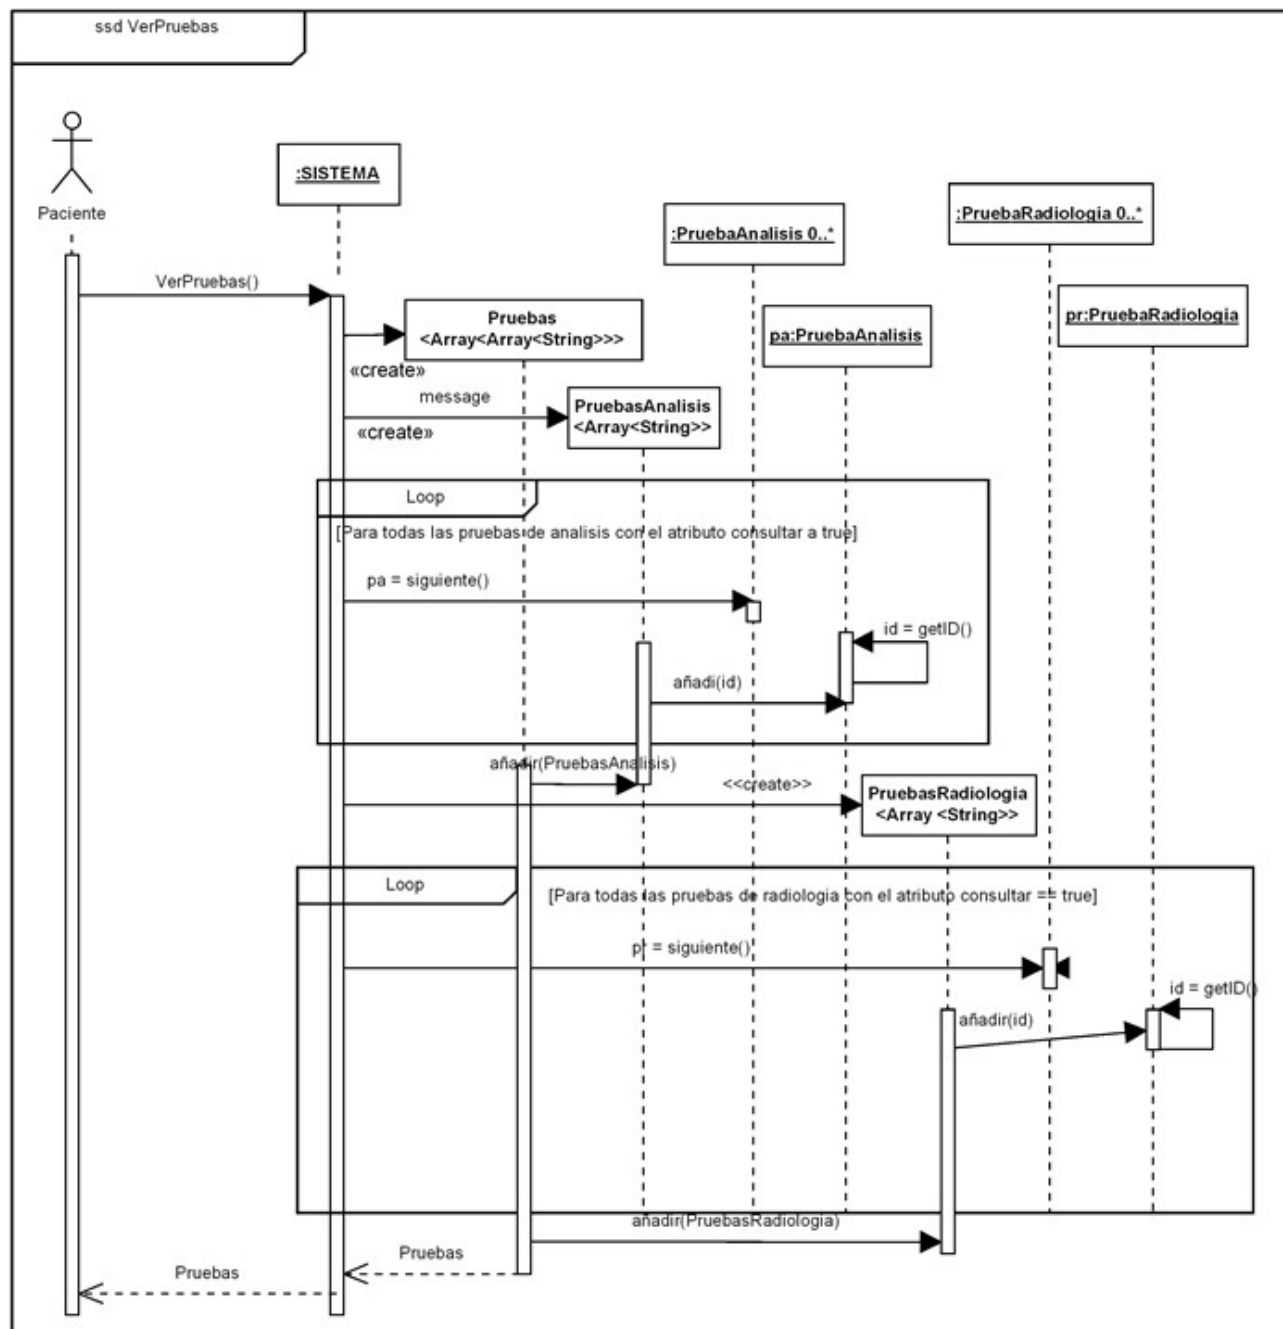 ssd VerPruebas
Paciente
:SISTEMA
:PruebaAnalisis 0..*
:PruebaRadiologia 0..*
VerPruebas()
Pruebas
<Array<Array<String>>>
pa:PruebaAnalisis
pr:PruebaRadiologia
«create»
message
«create»
PruebasAnalisis
<Array<String>>
Loop
[Para todas las pruebas de analisis con el atributo consultar a true]
pa = siguiente()
id = getID()
añadi(id)
añadir(PruebasAnalisis)
<<create>>
PruebasRadiologia
<Array <String>>
Loop
[Para todas las pruebas de radiologia con el atributo consultar == true]
pr = siguiente()
id = getID()
añadir(id)
añadir(PruebasRadiologia)
Pruebas
Pruebas